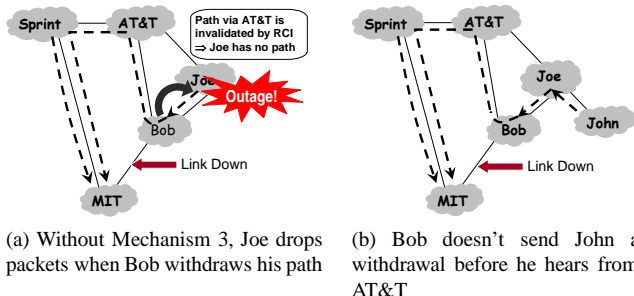 Sprint
AT&T
Path via AT&T is
invalidated by RCI
⇒ Joe has no path
Joe
Outage!
Bob
Link Down
MIT
(a) Without Mechanism 3, Joe drops
packets when Bob withdraws his path
Sprint
AT&T
Joe
Bob
John
Link Down
MIT
(b) Bob doesn't send John a
withdrawal before he hears from
AT&T